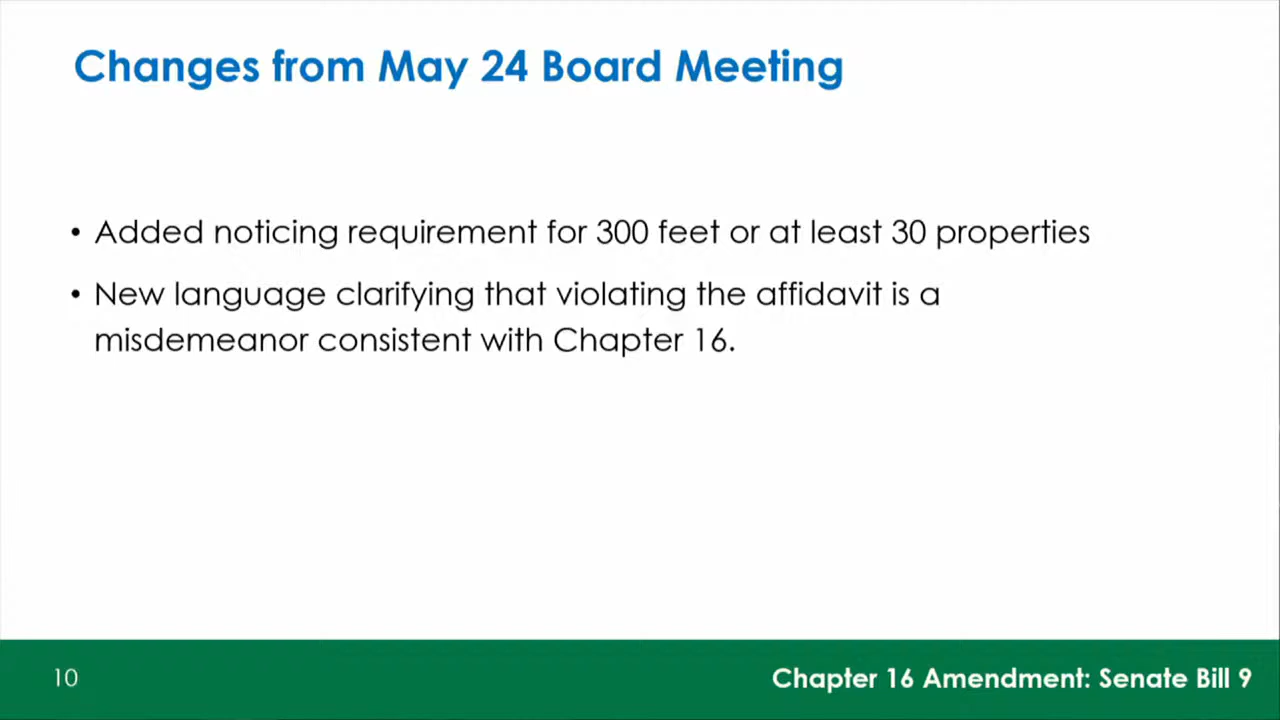 Changes from May 24 Board Meeting
• Added noticing requirement for 300 feet or at least 30 properties
• New language clarifying that violating the affidavit is a
misdemeanor consistent with Chapter 16.
10
Chapter 16 Amendment: Senate Bill 9